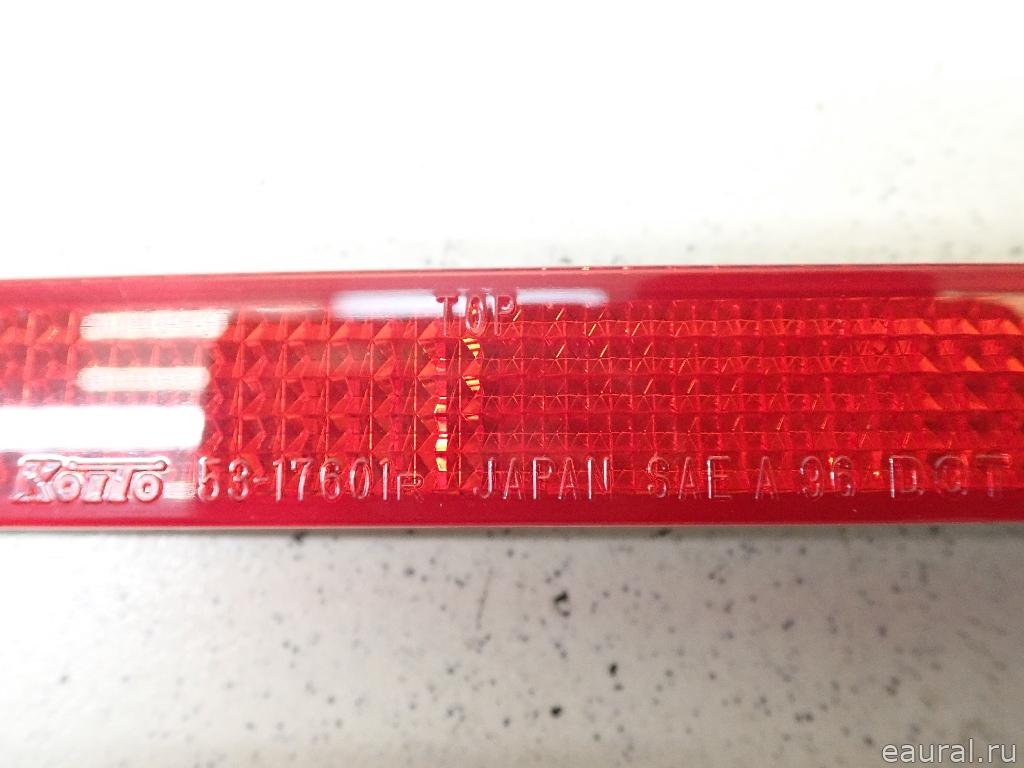 TOP
KOITO 53-17601R JAPAN SAE A 96 DOT
eaural.ru